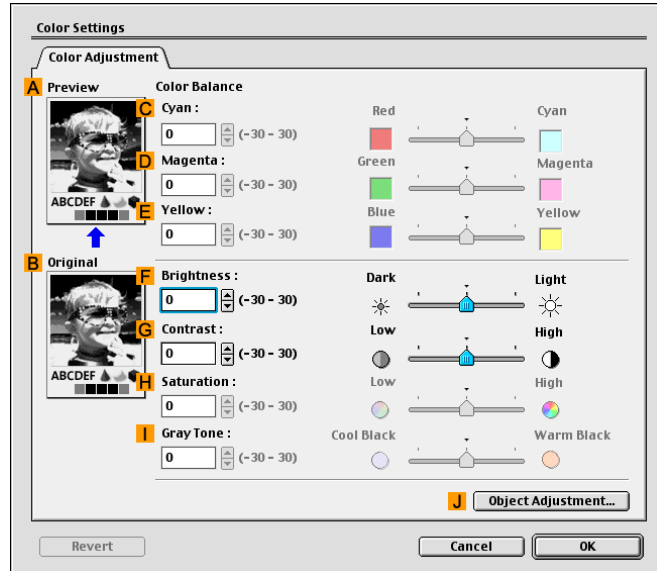 Color Settings
Color Adjustment
A Preview
ABCDEF
B Original
ABCDEF
Color Balance
C Cyan :
0 (-30 - 30)
Red Cyan
D Magenta :
0 (-30 - 30)
Green Magenta
E Yellow :
0 (-30 - 30)
Blue Yellow
F Brightness :
0 (-30 - 30)
Dark Light
G Contrast :
0 (-30 - 30)
Low High
H Saturation :
0 (-30 - 30)
Low High
I Gray Tone :
0 (-30 - 30)
Cool Black Warm Black
J Object Adjustment...
Revert Cancel OK